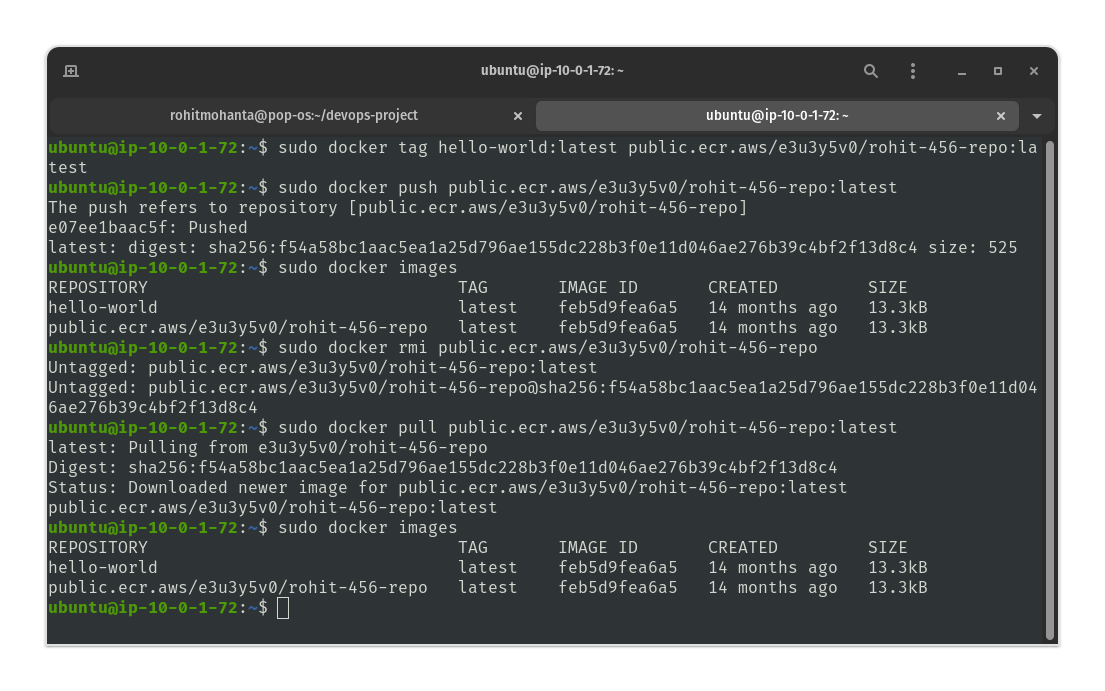 ubuntu@ip-10-0-1-72: ~
rohitmohanta@pop-os:~/devops-project
ubuntu@ip-10-0-1-72: ~
ubuntu@ip-10-0-1-72:~$ sudo docker tag hello-world:latest public.ecr.aws/e3u3y5v0/rohit-456-repo:la
test
ubuntu@ip-10-0-1-72:~$ sudo docker push public.ecr.aws/e3u3y5v0/rohit-456-repo:latest
The push refers to repository [public.ecr.aws/e3u3y5v0/rohit-456-repo]
e07ee1baac5f: Pushed
latest: digest: sha256:f54a58bc1aac5ea1a25d796ae155dc228b3f0e11d046ae276b39c4bf2f13d8c4 size: 525
ubuntu@ip-10-0-1-72:~$ sudo docker images
REPOSITORY                               TAG       IMAGE ID       CREATED         SIZE
hello-world                              latest    feb5d9fea6a5   14 months ago   13.3kB
public.ecr.aws/e3u3y5v0/rohit-456-repo   latest    feb5d9fea6a5   14 months ago   13.3kB
ubuntu@ip-10-0-1-72:~$ sudo docker rmi public.ecr.aws/e3u3y5v0/rohit-456-repo
Untagged: public.ecr.aws/e3u3y5v0/rohit-456-repo:latest
Untagged: public.ecr.aws/e3u3y5v0/rohit-456-repo@sha256:f54a58bc1aac5ea1a25d796ae155dc228b3f0e11d04
6ae276b39c4bf2f13d8c4
ubuntu@ip-10-0-1-72:~$ sudo docker pull public.ecr.aws/e3u3y5v0/rohit-456-repo:latest
latest: Pulling from e3u3y5v0/rohit-456-repo
Digest: sha256:f54a58bc1aac5ea1a25d796ae155dc228b3f0e11d046ae276b39c4bf2f13d8c4
Status: Downloaded newer image for public.ecr.aws/e3u3y5v0/rohit-456-repo:latest
public.ecr.aws/e3u3y5v0/rohit-456-repo:latest
ubuntu@ip-10-0-1-72:~$ sudo docker images
REPOSITORY                               TAG       IMAGE ID       CREATED         SIZE
hello-world                              latest    feb5d9fea6a5   14 months ago   13.3kB
public.ecr.aws/e3u3y5v0/rohit-456-repo   latest    feb5d9fea6a5   14 months ago   13.3kB
ubuntu@ip-10-0-1-72:~$